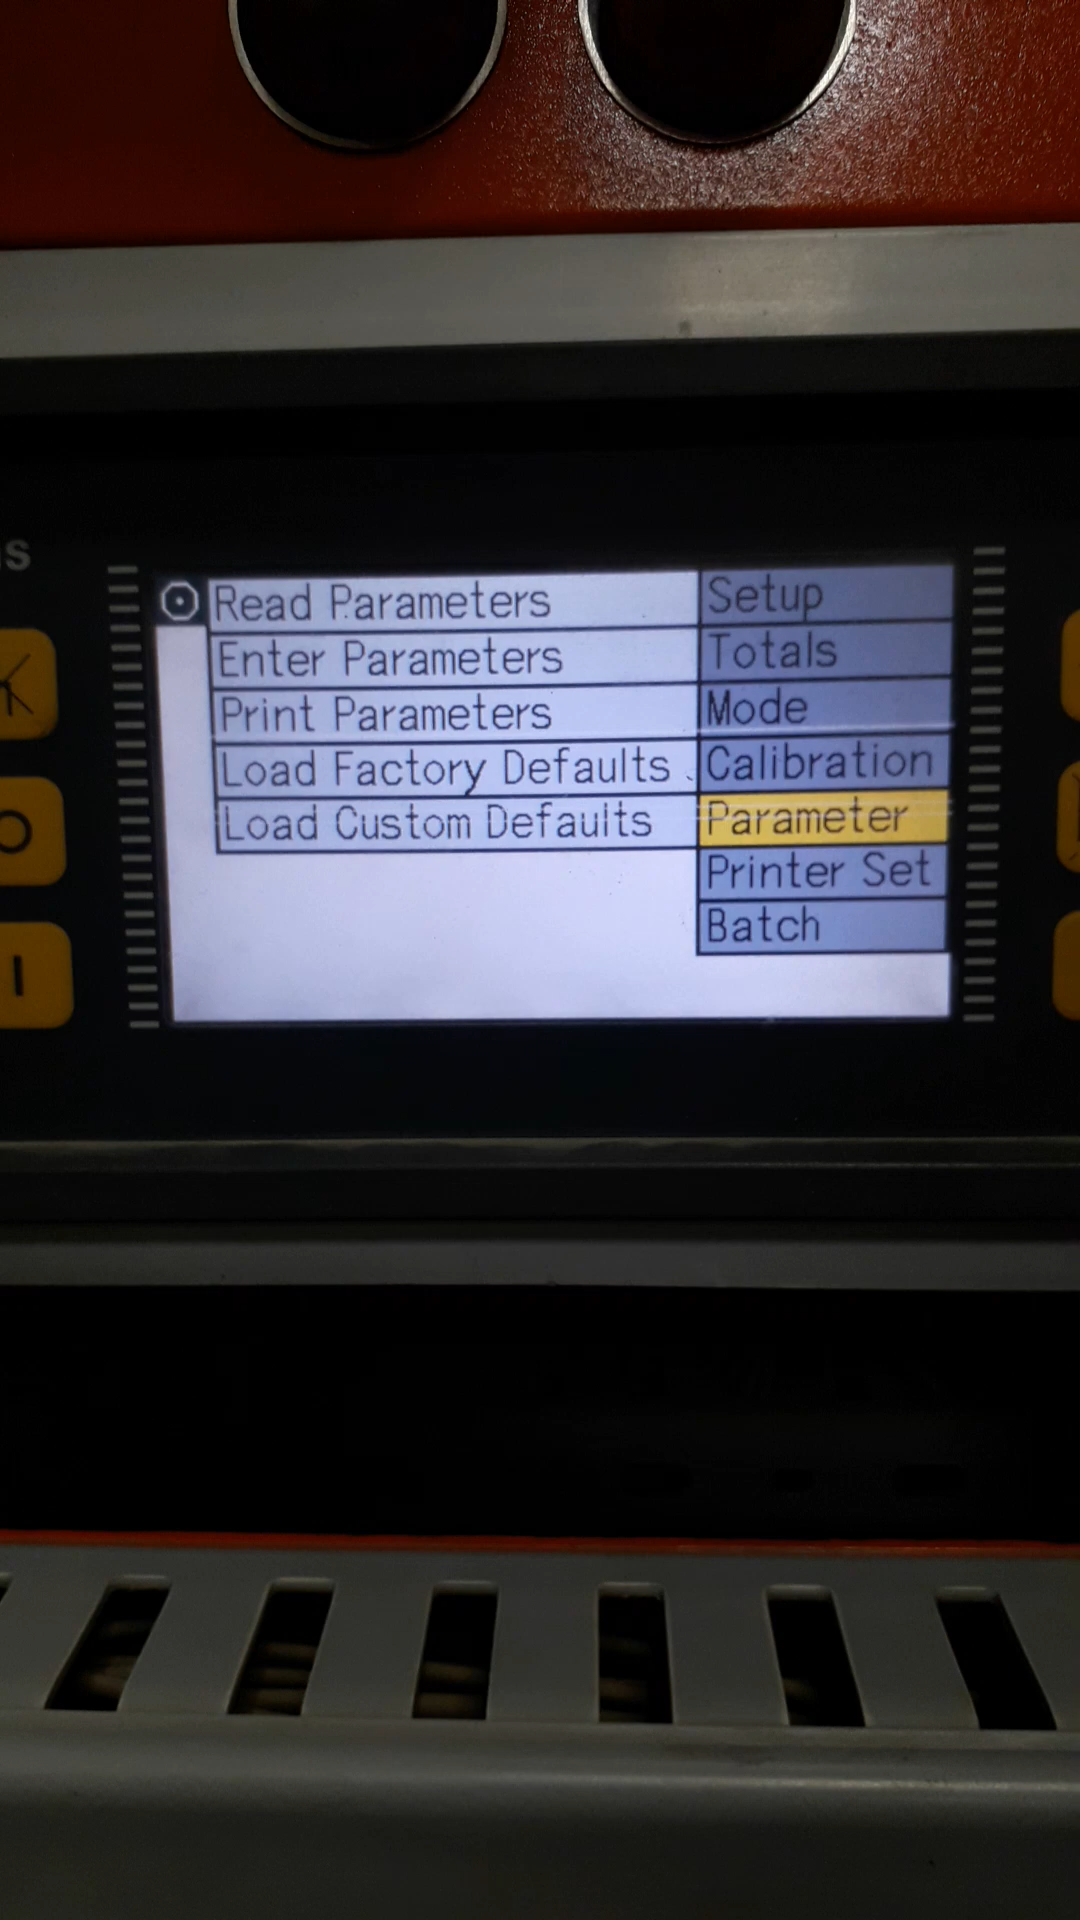 Read Parameters
Enter Parameters
Print Parameters
Load Factory Defaults
Load Custom Defaults
Setup
Totals
Mode
Calibration
Parameter
Printer Set
Batch
O
I